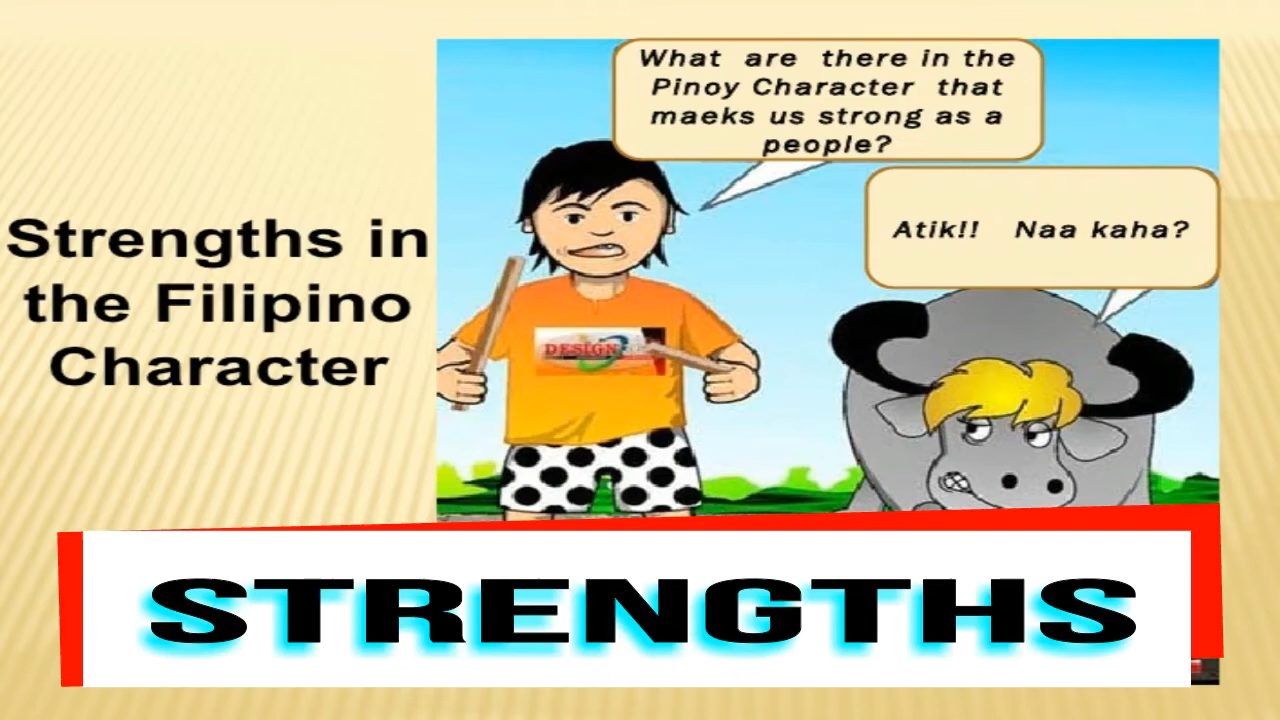 Strengths in
the Filipino
Character
What are there in the
Pinoy Character that
maeks us strong as a
people?
Atik!! Naa kaha?
DESIGN
STRENGTHS